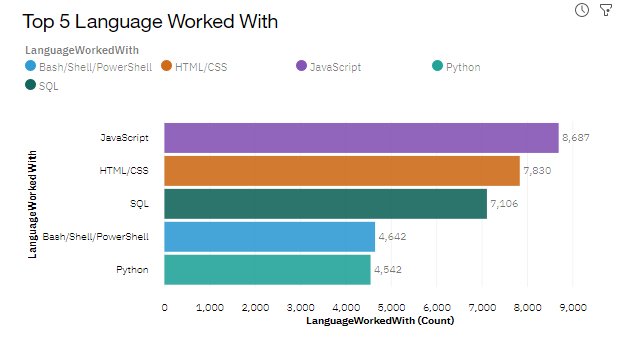 Top 5 Language Worked With
LanguageWorkedWith
Bash/Shell/PowerShell HTML/CSS JavaScript Python
SQL
LanguageWorkedWith
JavaScript 8,687
HTML/CSS 7,830
SQL 7,106
Bash/Shell/PowerShell 4,642
Python 4,542
0 1,000 2,000 3,000 4,000 5,000 6,000 7,000 8,000 9,000
LanguageWorkedWith (Count)